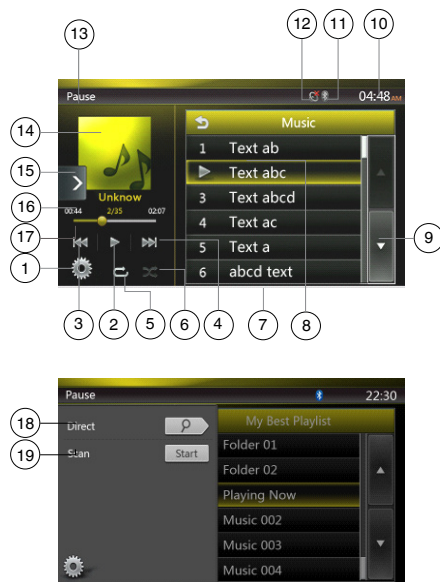 12 11 10
13
Pause 04:48 AM
14
15
16
17
1
Unknow
00:44 2/35 02:07
Music
1 Text ab
Text abc
3 Text abcd
4 Text ac
5 Text a
6 abcd text
9
3 2 5 6 4 7 8
Pause 22:30
18
19
Direct
Scan Start
My Best Playlist
Folder 01
Folder 02
Playing Now
Music 002
Music 003
Music 004